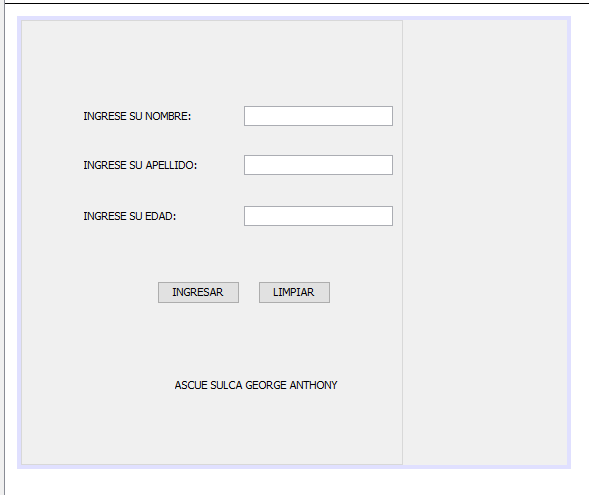 INGRESE SU NOMBRE:
INGRESE SU APELLIDO:
INGRESE SU EDAD:
INGRESAR LIMPIAR
ASCUE SULCA GEORGE ANTHONY